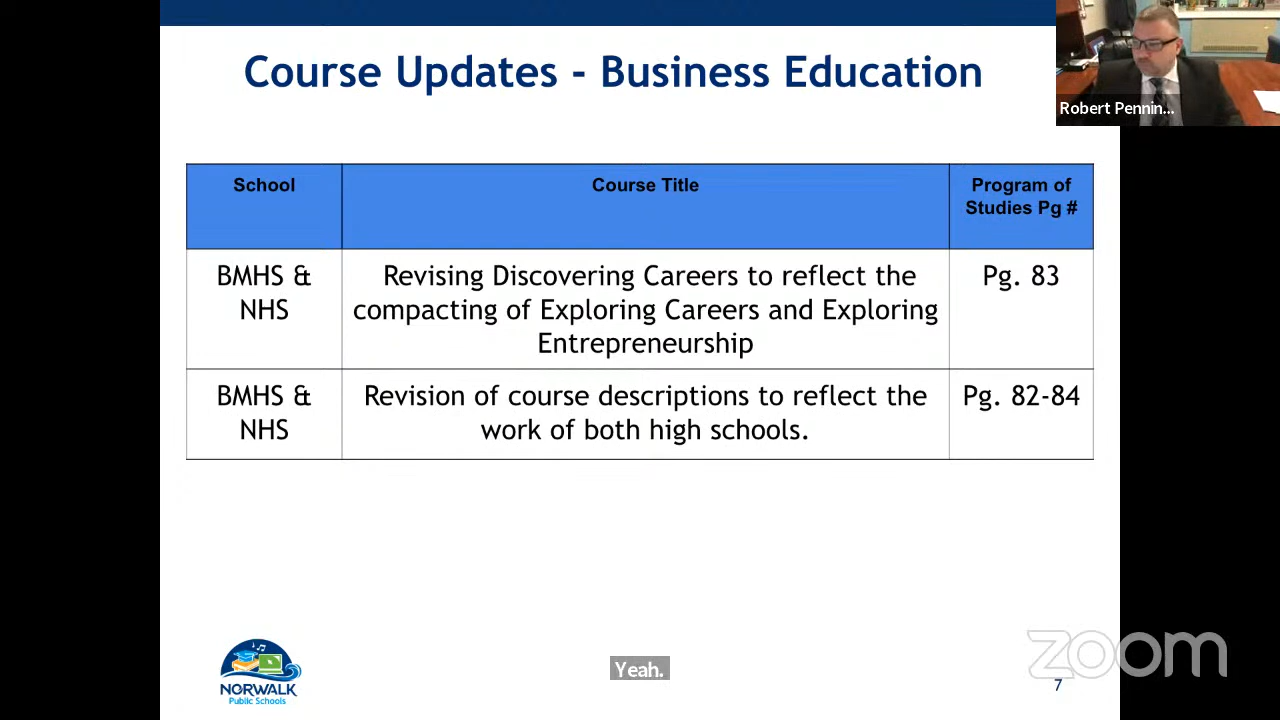 Course Updates - Business Education
Robert Pennin...
School
Course Title
Program of
Studies Pg #
BMHS &
NHS
Revising Discovering Careers to reflect the
compacting of Exploring Careers and Exploring
Entrepreneurship
Pg. 83
BMHS &
NHS
Revision of course descriptions to reflect the
work of both high schools.
Pg. 82-84
NORWALK
Public Schools
Yeah.
zoom
7